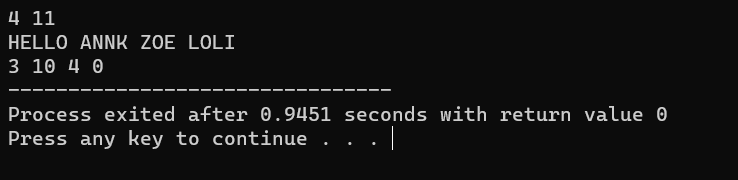 4 11
HELLO ANNK ZOE LOLI
3 10 4 0
--------------------------------
Process exited after 0.9451 seconds with return value 0
Press any key to continue . . .